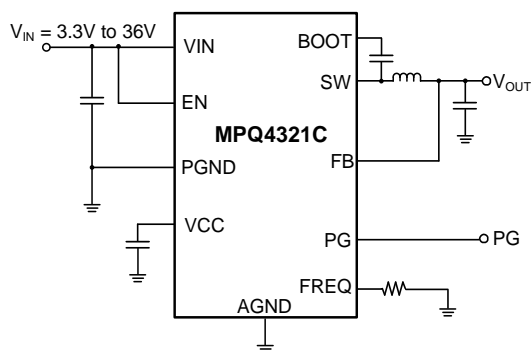 V_IN = 3.3V to 36V
VIN
BOOT
SW
V_OUT
EN
MPQ4321C
PGND
FB
VCC
PG
PG
FREQ
AGND